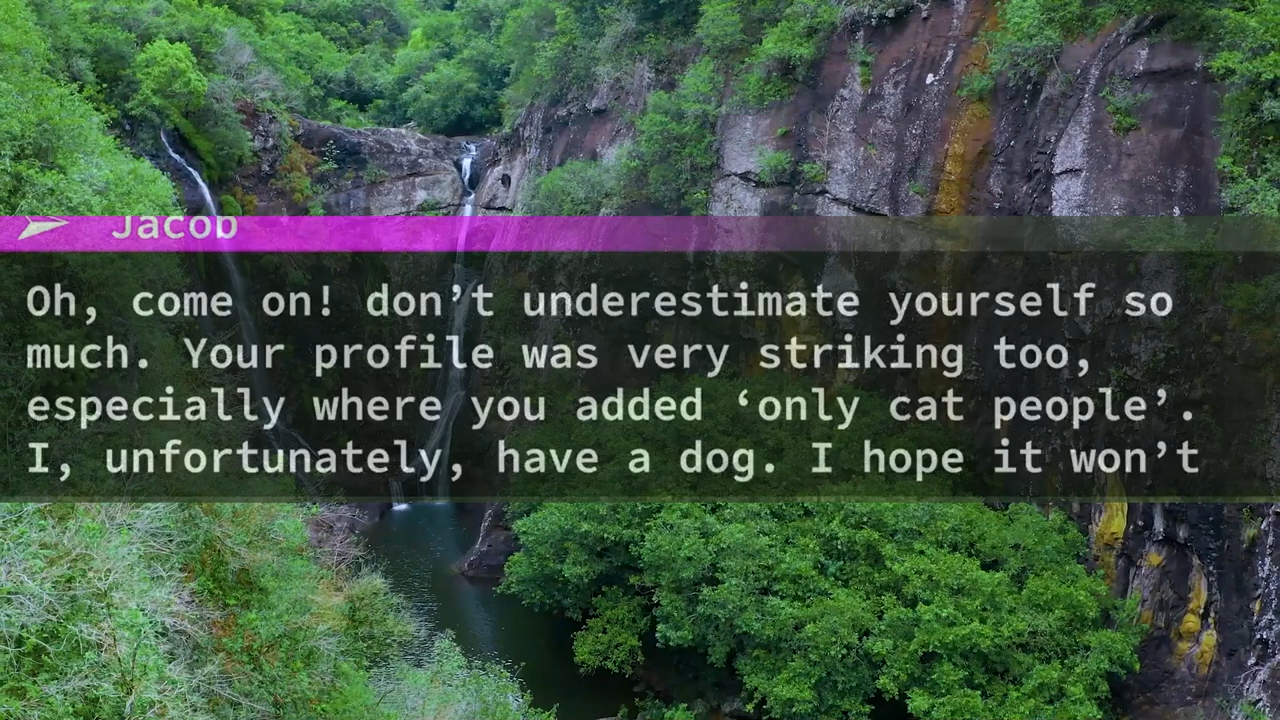 Jacob
Oh, come on! don’t underestimate yourself so
much. Your profile was very striking too,
especially where you added ‘only cat people’.
I, unfortunately, have a dog. I hope it won’t